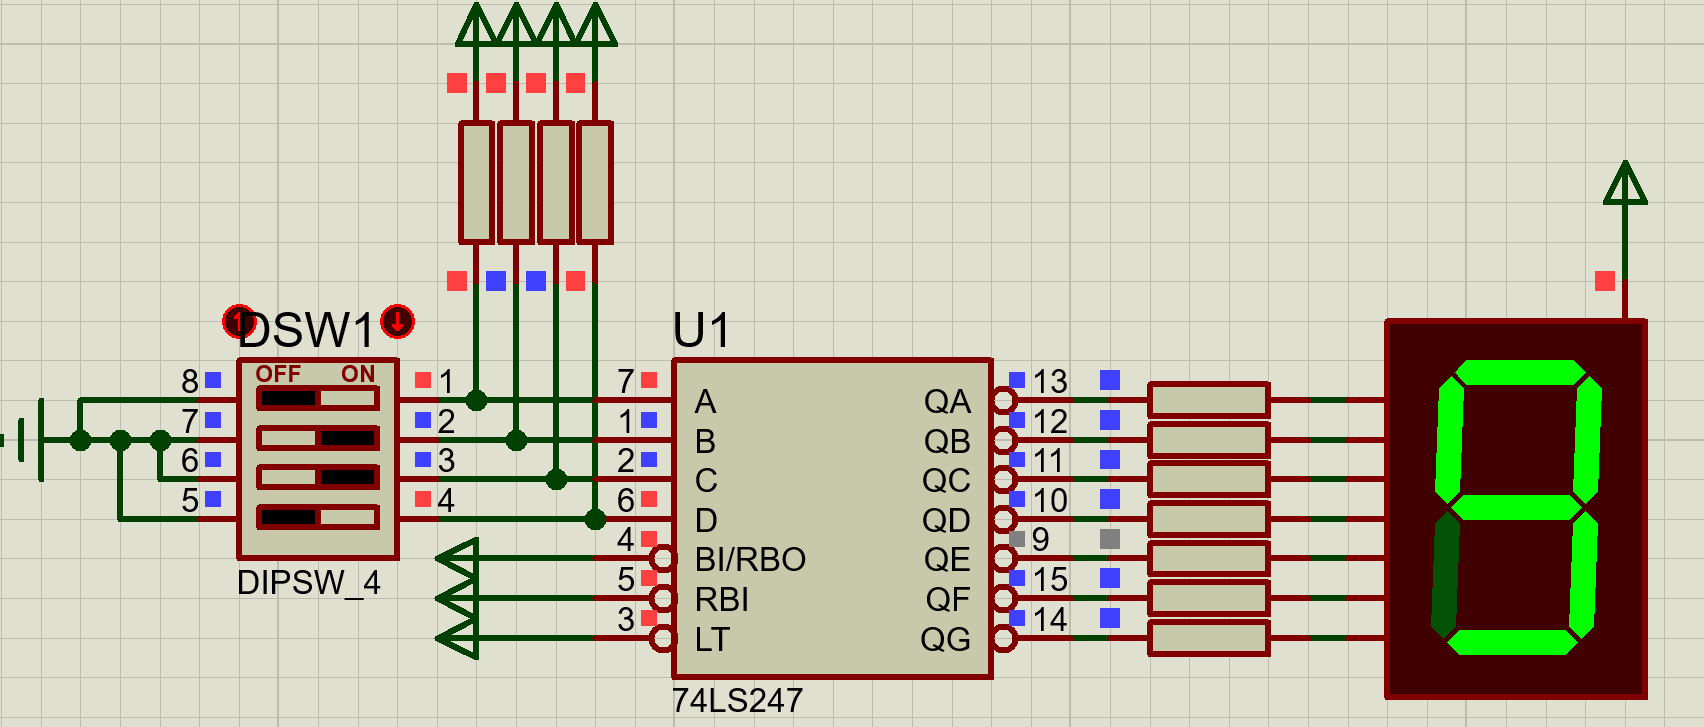 DSW1
U1
OFF ON
8
7
6
5
1
2
3
4
DIPSW_4
7
1
2
6
4
5
3
A
B
C
D
BI/RBO
RBI
LT
QA
QB
QC
QD
QE
QF
QG
13
12
11
10
9
15
14
74LS247